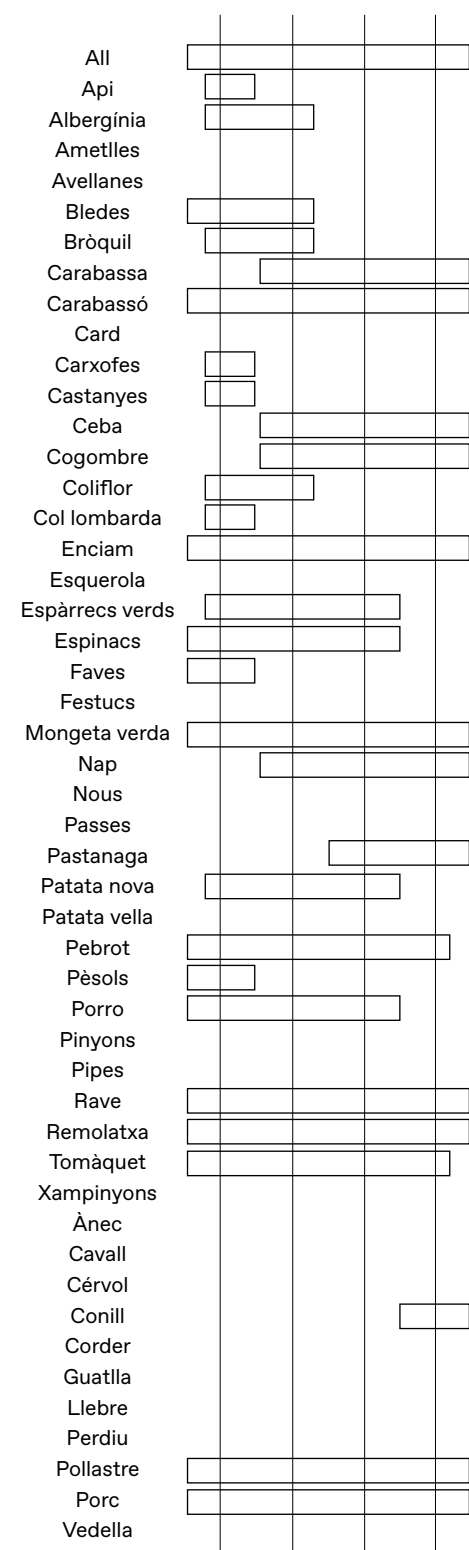 All
Api
Albergínia
Ametlles
Avellanes
Bledes
Bròquil
Carabassa
Carabassó
Card
Carxofes
Castanyes
Ceba
Cogombre
Coliflor
Col lombarda
Enciam
Esquerola
Espàrrecs verds
Espinacs
Faves
Festucs
Mongeta verda
Nap
Nous
Passes
Pastanaga
Patata nova
Patata vella
Pebrot
Pèsols
Porro
Pinyons
Pipes
Rave
Remolatxa
Tomàquet
Xampinyons
Ànec
Cavall
Cérvol
Conill
Corder
Guatlla
Llebre
Perdiu
Pollastre
Porc
Vedella